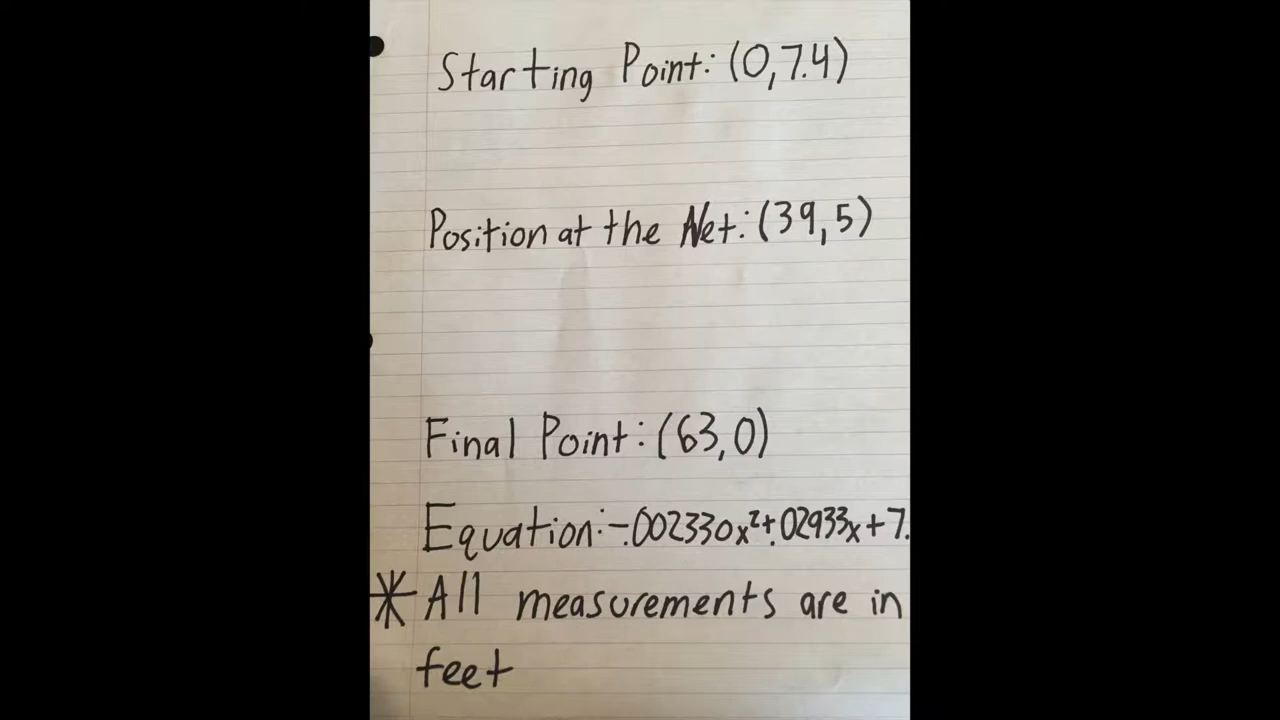 Starting Point: (0,7.4)
Position at the Net: (39,5)
Final Point: (63,0)
Equation: -.002330x²+.02933x+7.
* All measurements are in
feet